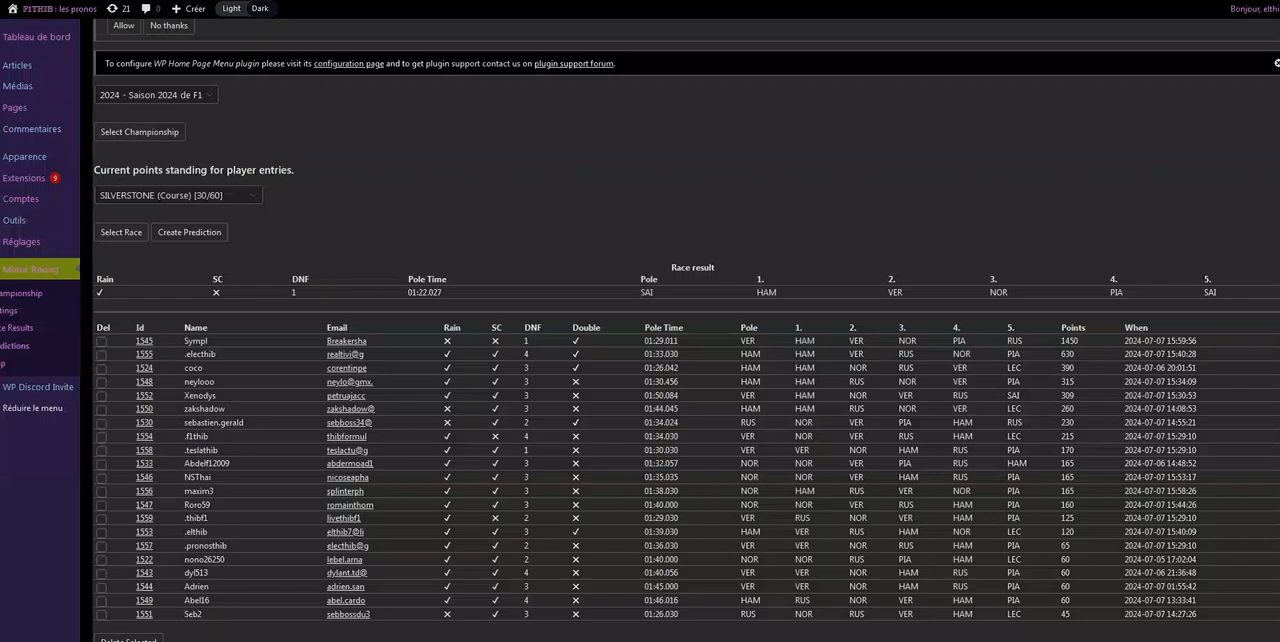 F1THIB : les pronos 21 0 Créer Light Dark Bonjour, elthi
Tableau de bord
Allow No thanks
To configure WP Home Page Menu plugin please visit its configuration page and to get plugin support contact us on plugin support forum.
Articles
Médias
Pages
Commentaires
Apparence
Extensions 9
Comptes
Outils
Réglages
Motor Racing
ampionship
tings
ce Results
dictions
p
WP Discord Invite
Réduire le menu
2024 - Saison 2024 de F1
Select Championship
Current points standing for player entries.
SILVERSTONE (Course) [30/60]
Select Race Create Prediction
Race result
Rain SC DNF Pole Time Pole 1. 2. 3. 4. 5.
✓ ✕ 1 01:22.027 SAI HAM VER NOR PIA SAI
Del Id Name Email Rain SC DNF Double Pole Time Pole 1. 2. 3. 4. 5. Points When
1545 Sympl Breakersha ✕ ✕ 1 ✓ 01:29.011 VER HAM VER NOR PIA RUS 1450 2024-07-07 15:59:56
1555 .electhib realtivi@g ✓ ✓ 4 ✓ 01:33.030 HAM HAM VER RUS NOR PIA 630 2024-07-07 15:40:28
1524 coco corentinpe ✓ ✓ 3 ✓ 01:26.042 HAM HAM NOR RUS VER LEC 390 2024-07-06 20:01:51
1548 neylooo neylo@gmx. ✓ ✓ 3 ✕ 01:30.456 HAM HAM RUS NOR VER PIA 315 2024-07-07 15:34:09
1552 Xenodys petruajacc ✓ ✓ 3 ✕ 01:50.084 VER HAM NOR VER RUS SAI 309 2024-07-07 15:30:53
1550 zakshadow zakshadow@ ✕ ✓ 3 ✕ 01:44.045 HAM HAM RUS NOR VER LEC 260 2024-07-07 14:08:53
1530 sebastien.gerald sebboss34@ ✕ ✓ 2 ✓ 01:34.024 RUS NOR VER PIA HAM RUS 230 2024-07-07 14:55:21
1554 .f1thib thibformul ✓ ✕ 4 ✕ 01:34.030 VER NOR VER RUS HAM LEC 215 2024-07-07 15:29:10
1558 .teslathib teslactu@g ✓ ✓ 1 ✕ 01:30.030 VER VER NOR HAM RUS PIA 170 2024-07-07 15:29:10
1533 Abdelf12009 abdermoad1 ✓ ✓ 3 ✕ 01:32.057 NOR NOR VER PIA RUS HAM 165 2024-07-06 14:48:52
1546 NSThai nicoseapha ✓ ✓ 3 ✕ 01:35.035 NOR NOR VER HAM RUS PIA 165 2024-07-07 15:53:17
1556 maxim3 splinterph ✓ ✓ 3 ✕ 01:38.030 NOR HAM RUS VER NOR PIA 165 2024-07-07 15:58:26
1547 Roro59 romainthom ✓ ✓ 3 ✕ 01:40.000 NOR NOR RUS VER HAM PIA 160 2024-07-07 15:44:26
1559 .thibf1 livethibf1 ✓ ✕ 2 ✕ 01:29.030 VER RUS NOR VER HAM PIA 125 2024-07-07 15:29:10
1553 .elthib elthib7@li ✓ ✓ 3 ✓ 01:39.030 HAM VER RUS HAM NOR LEC 120 2024-07-07 15:40:09
1557 .pronosthib electhib@g ✓ ✓ 2 ✕ 01:36.030 VER VER NOR RUS HAM PIA 65 2024-07-07 15:29:10
1522 nono26250 lebel.arna ✓ ✓ 2 ✕ 01:40.000 NOR NOR RUS VER HAM PIA 60 2024-07-05 17:02:04
1543 dyl513 dylant.td@ ✓ ✓ 4 ✕ 01:40.056 VER VER NOR HAM RUS PIA 60 2024-07-06 21:36:48
1544 Adrien adrien.san ✓ ✓ 3 ✕ 01:45.000 VER VER NOR HAM RUS PIA 60 2024-07-07 01:55:42
1549 Abel16 abel.cardo ✓ ✓ 4 ✕ 01:46.016 HAM RUS NOR VER HAM PIA 60 2024-07-07 13:33:41
1551 Seb2 sebbossdu3 ✕ ✓ 3 ✕ 01:26.030 RUS NOR RUS VER HAM LEC 45 2024-07-07 14:27:26
Delete Selected